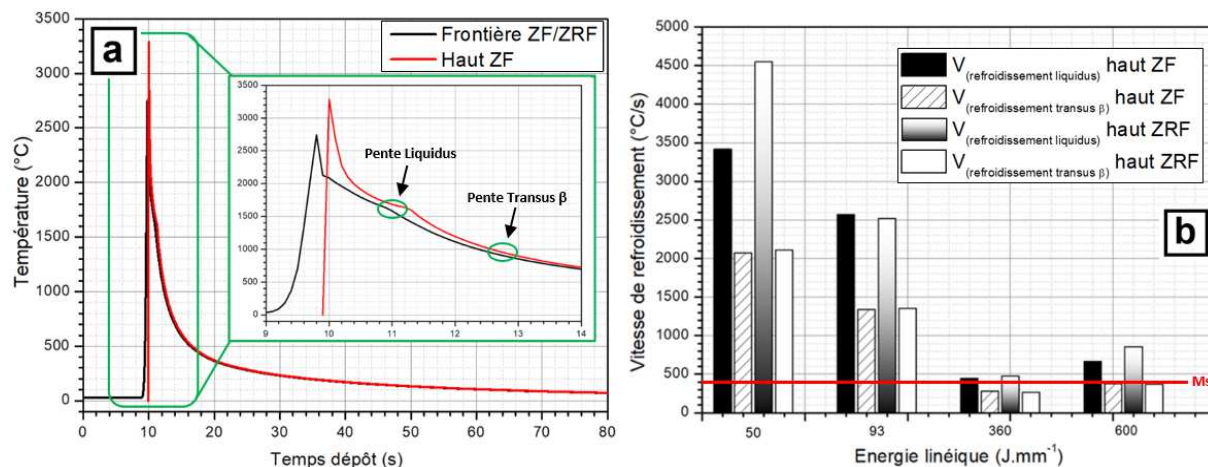 a
Température (°C)
3500
3000
2500
2000
1500
1000
500
0
0 10 20 30 40 50 60 70 80
Temps dépôt (s)
Frontière ZF/ZRF
Haut ZF
3500
3000
2500
2000
1500
1000
500
0
9 10 11 12 13 14
Pente Liquidus
Pente Transus β
Vitesse de refroidissement (°C/s)
5000
4500
4000
3500
3000
2500
2000
1500
1000
500
400
0
V(refroidissement liquidus) haut ZF
V(refroidissement transus β) haut ZF
V(refroidissement liquidus) haut ZRF
V(refroidissement transus β) haut ZRF
b
Ms
50 93 360 600
Energie linéique (J.mm⁻¹)